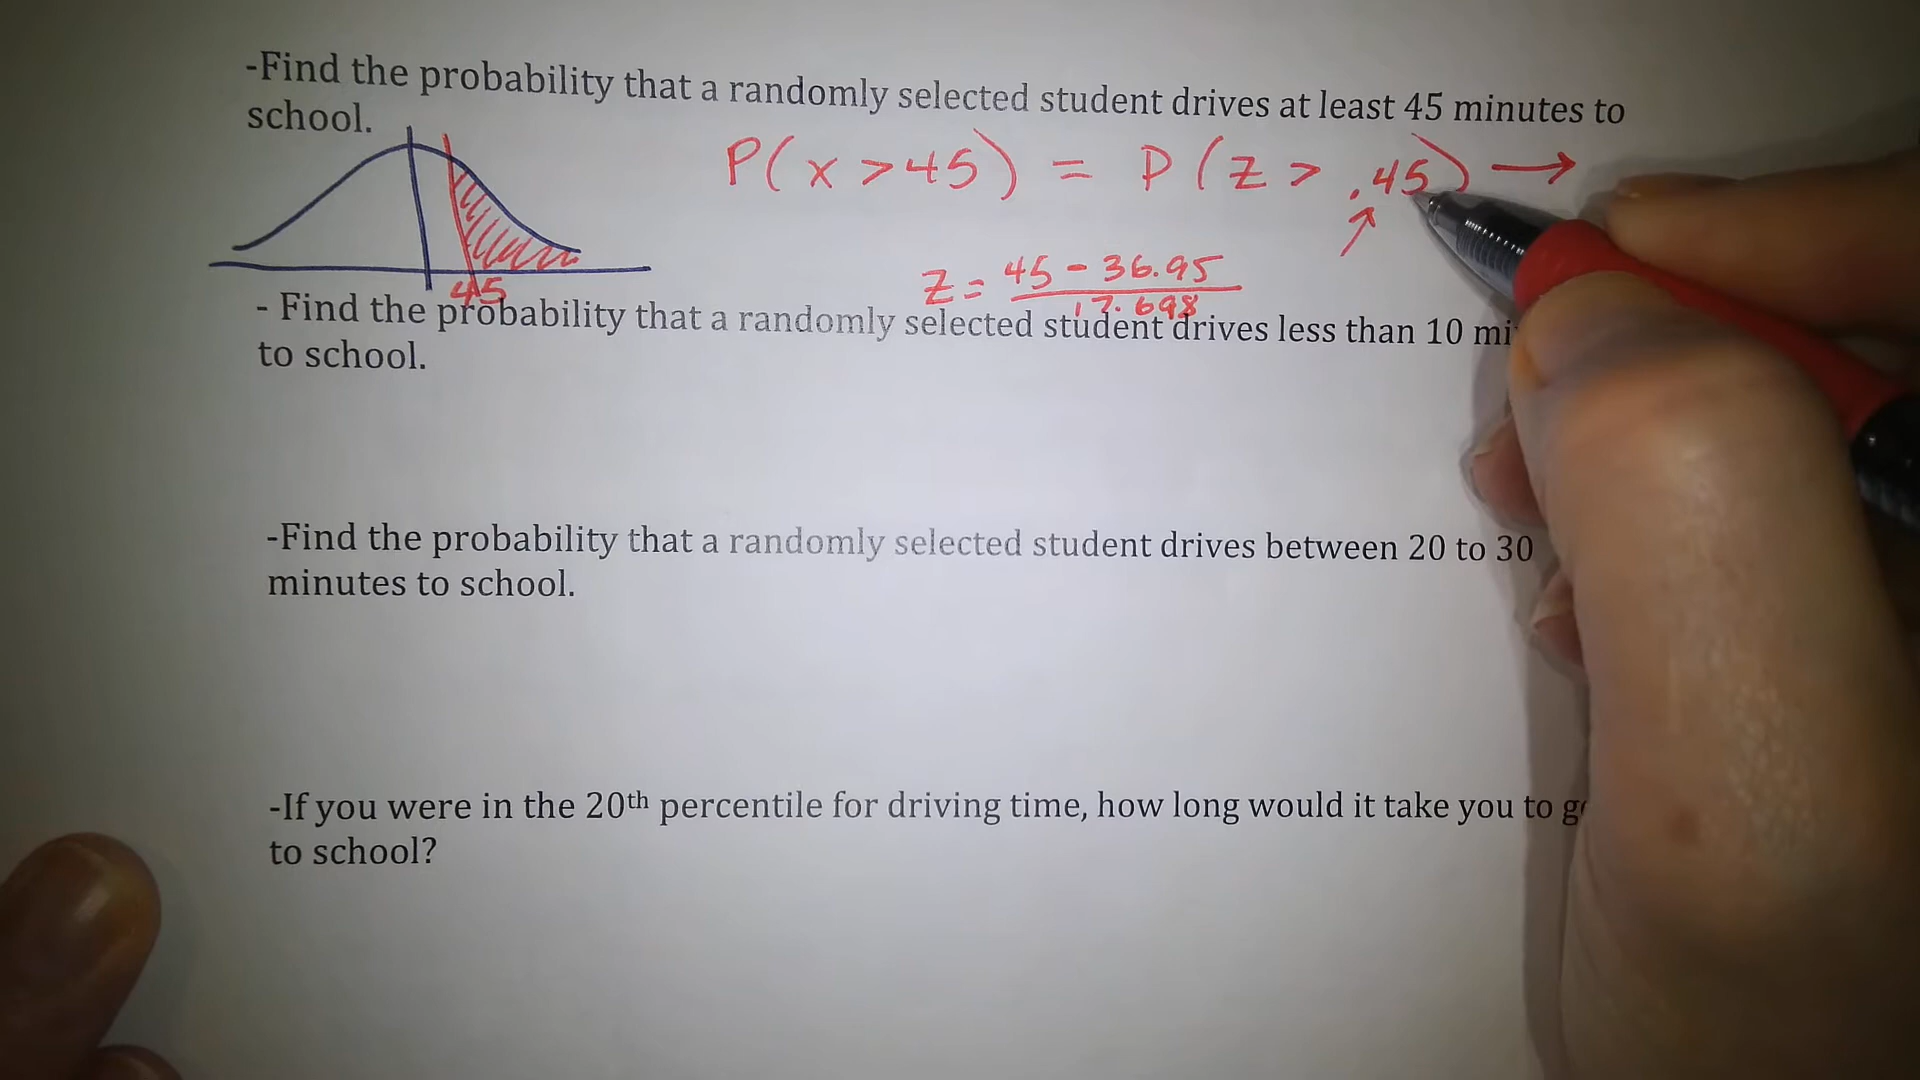 -Find the probability that a randomly selected student drives at least 45 minutes to
school.
P(x >45) = P(Z > .45) →
45
Z = 45 - 36.95
17.698
- Find the probability that a randomly selected student drives less than 10
to school.
-Find the probability that a randomly selected student drives between 20 to 30
minutes to school.
-If you were in the 20th percentile for driving time, how long would it take you to
to school?